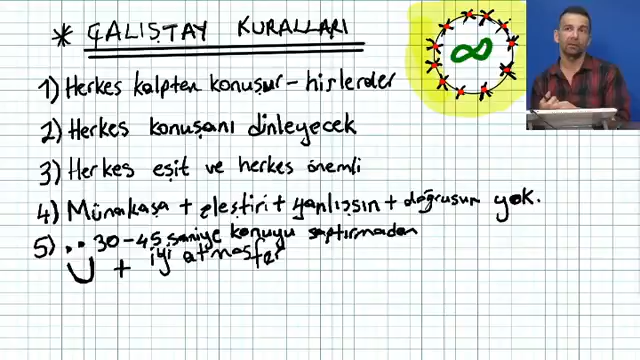 * ÇALIŞTAY KURALLARI
1) Herkes kalpten konuşur - hislerder
2) Herkes konuşanı dinleyecek
3) Herkes eşit ve herkes önemli
4) Münakaşa + eleştiri + yanlışsın + doğrusun yok.
5) 30-45 saniye konuyu saptırmadan
+ iyi atmosfer
∞